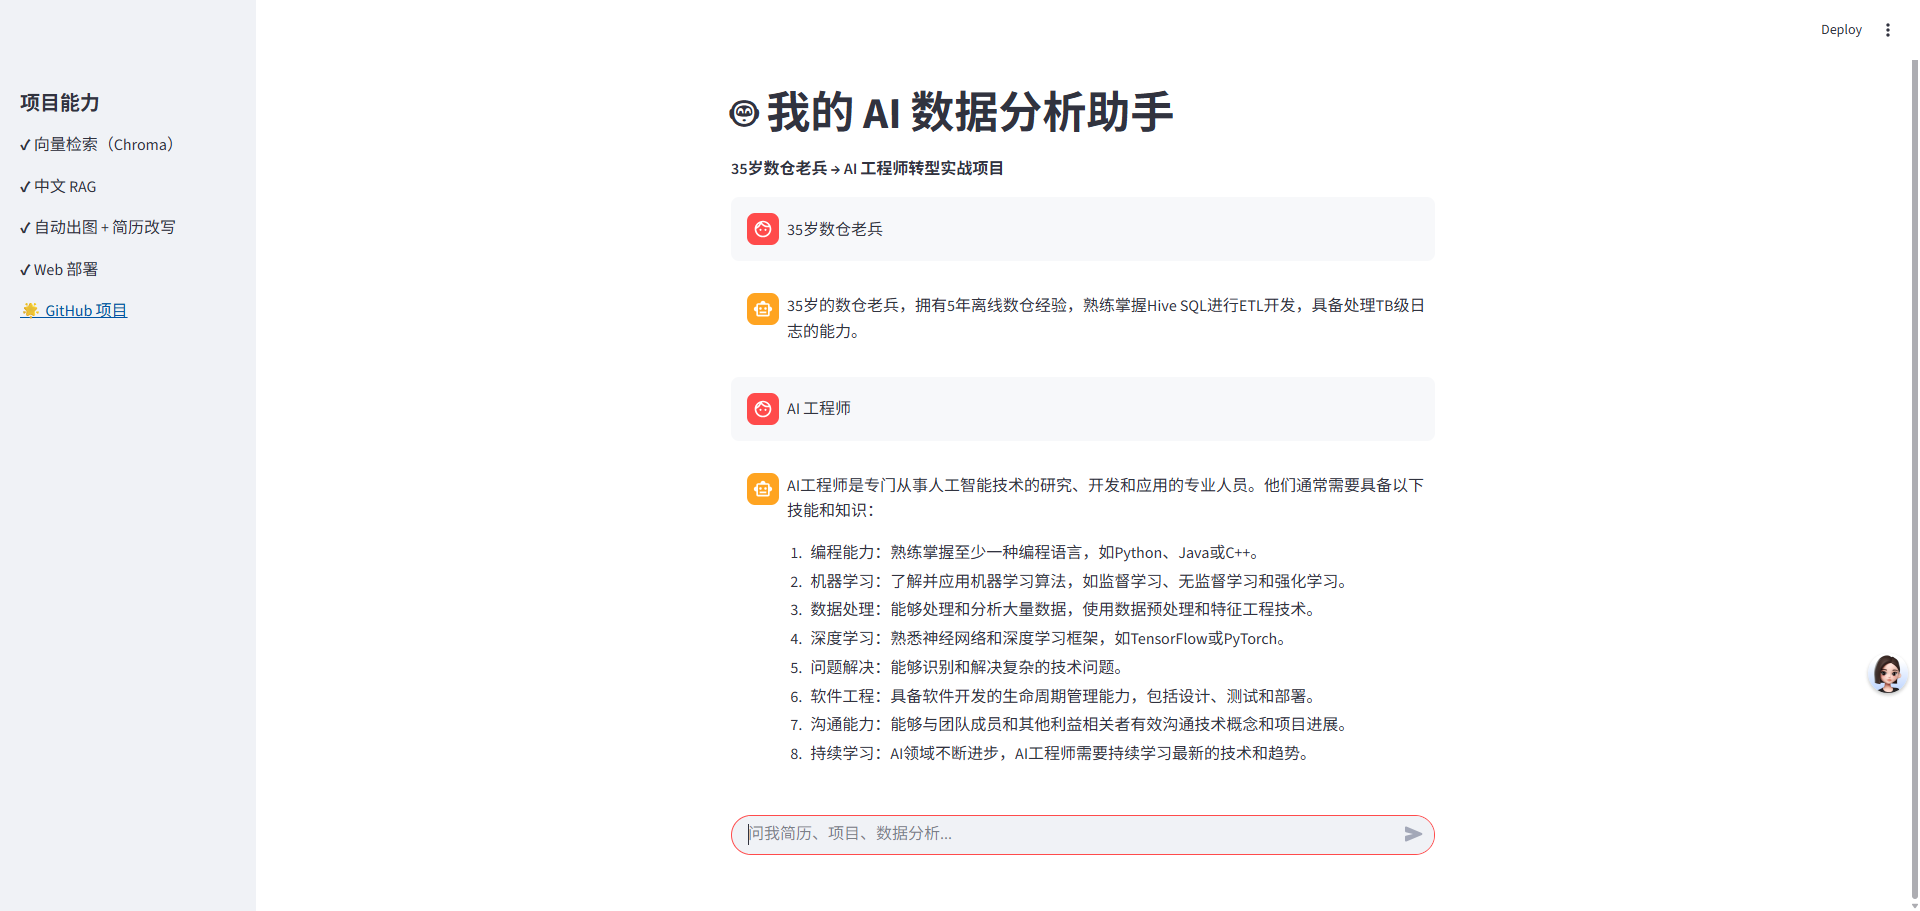 Deploy
项目能力
✓ 向量检索（Chroma）
✓ 中文 RAG
✓ 自动出图 + 简历改写
✓ Web 部署
🌟 GitHub 项目
我的 AI 数据分析助手
35岁数仓老兵 → AI 工程师转型实战项目
35岁数仓老兵
35岁的数仓老兵，拥有5年离线数仓经验，熟练掌握Hive SQL进行ETL开发，具备处理TB级日
志的能力。
AI 工程师
AI工程师是专门从事人工智能技术的研究、开发和应用的专业人员。他们通常需要具备以下
技能和知识：
1. 编程能力：熟练掌握至少一种编程语言，如Python、Java或C++。
2. 机器学习：了解并应用机器学习算法，如监督学习、无监督学习和强化学习。
3. 数据处理：能够处理和分析大量数据，使用数据预处理和特征工程技术。
4. 深度学习：熟悉神经网络和深度学习框架，如TensorFlow或PyTorch。
5. 问题解决：能够识别和解决复杂的技术问题。
6. 软件工程：具备软件开发的生命周期管理能力，包括设计、测试和部署。
7. 沟通能力：能够与团队成员和其他利益相关者有效沟通技术概念和项目进展。
8. 持续学习：AI领域不断进步，AI工程师需要持续学习最新的技术和趋势。
问我简历、项目、数据分析...